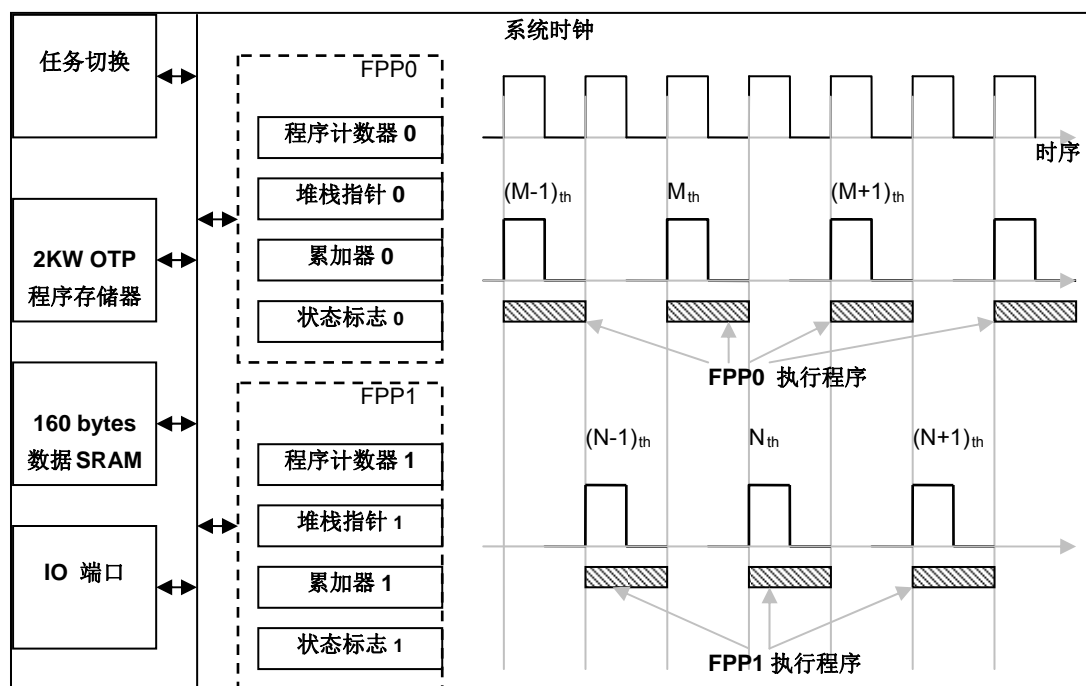 任务切换
2KW OTP
程序存储器
160 bytes
数据 SRAM
IO 端口
FPP0
程序计数器 0
堆栈指针 0
累加器 0
状态标志 0
FPP1
程序计数器 1
堆栈指针 1
累加器 1
状态标志 1
系统时钟
时序
(M-1)th
Mth
(M+1)th
FPP0 执行程序
(N-1)th
Nth
(N+1)th
FPP1 执行程序